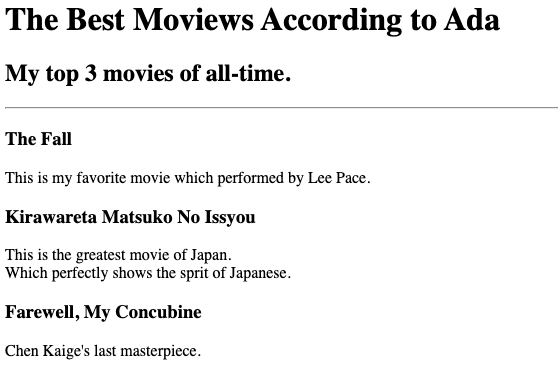 The Best Moviews According to Ada
My top 3 movies of all-time.
The Fall
This is my favorite movie which performed by Lee Pace.
Kirawareta Matsuko No Issyou
This is the greatest movie of Japan.
Which perfectly shows the sprit of Japanese.
Farewell, My Concubine
Chen Kaige's last masterpiece.